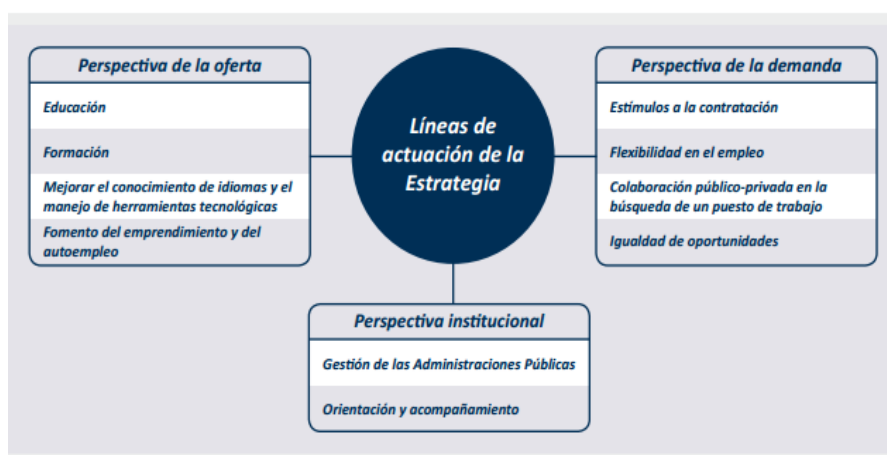 Perspectiva de la oferta
Educación
Formación
Mejorar el conocimiento de idiomas y el
manejo de herramientas tecnológicas
Fomento del emprendimiento y del
autoempleo
Líneas de
actuación de la
Estrategia
Perspectiva de la demanda
Estímulos a la contratación
Flexibilidad en el empleo
Colaboración público-privada en la
búsqueda de un puesto de trabajo
Igualdad de oportunidades
Perspectiva institucional
Gestión de las Administraciones Públicas
Orientación y acompañamiento